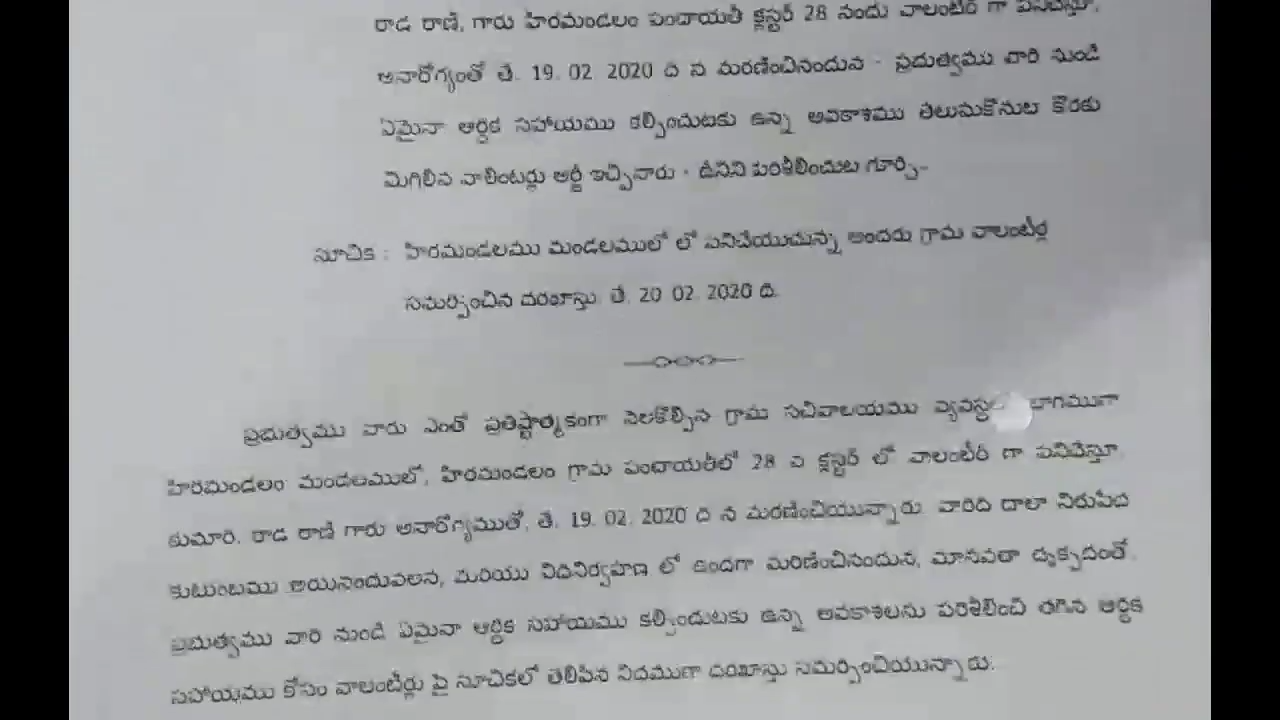 రాడ రాణి, గారు హిరమండలం పంచాయతీ క్లస్టర్ 28 నందు వాలంటీర్ గా పనిచేస్తూ,
అనారోగ్యంతో తే. 19. 02. 2020 ది న మరణించినందువ - ప్రభుత్వము వారి నుండి
ఏమైనా ఆర్థిక సహాయము కల్పించుటకు ఉన్న అవకాశము తెలుసుకొనుట కొరకు
మిగిలిన వాలింటర్లు అర్జీ ఇచ్చినారు - దీనిని పరిశీలించుట గూర్చి..
సూచిక : హిరమండలము మండలములో లో పనిచేయుచున్న అందరు గ్రామ వాలంటీర్ల
సమర్పించిన దరఖాస్తు, తే. 20. 02. 2020 ది.
ప్రభుత్వము వారు ఎంతో ప్రతిష్టాత్మకంగా నెలకొల్పిన గ్రామ సచివాలయము భాగముగా
హిరమండలం మండలములో, హిరమండలం గ్రామ పంచాయతీలో 28 వ క్లస్టర్ లో వాలంటీర్ గా పనిచేస్తూ
కుమారి. రాడ రాణి గారు అనారోగ్యముతో, తే. 19. 02. 2020 ది న మరణించియున్నారు. వారిది చాలా నిరుపేద
కుటుంబము అయినందువలన, మరియు విధినిర్వహణ లో ఉండగా మరిణించినందున, మానవతా దృక్పదంతో,
ప్రభుత్వము వారి నుండి ఏమైనా ఆర్థిక సహాయము కల్పించుటకు ఉన్న అవకాశలను పరిశీలించి తగిన ఆర్థిక
సహాయము కోసం వాలంటీర్లు పై సూచికలో తెలిపిన విదముగా దరఖాస్తు సమర్పించియున్నారు.